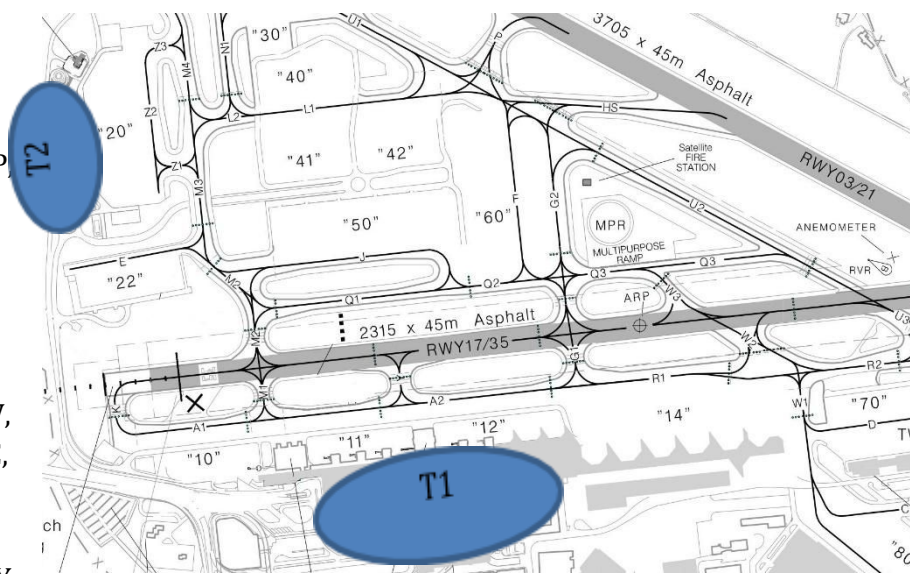 U1
P
3705 x 45m Asphalt
Z3
M4
N1
"30"
"40"
L2
L1
HS
Z2
"20"
P,
T2
Satellite
FIRE
STATION
RWY03/21
"41"
"42"
Z1
M3
F
G2
U2
"50"
"60"
MPR
ANEMOMETER
MULTIPURPOSE
RAMP
E
J
"22"
M2
Q1
Q2
Q3
Q3
RVR
B
ARP
W3
U3
M2
2315 x 45m Asphalt
RWY17/35
W2
G1
K
M1
A1
A2
R1
R2
W1
"70"
"14"
D
"10"
"11"
"12"
T1
C
ch
"80